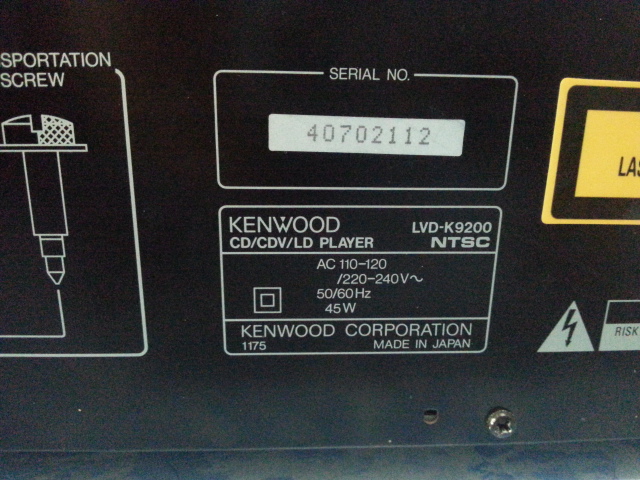 SPORTATION
SCREW
SERIAL NO.
40702112
KENWOOD LVD-K9200
CD/CDV/LD PLAYER NTSC
AC 110-120
/220-240V~
50/60Hz
45W
KENWOOD CORPORATION
1175 MADE IN JAPAN
LAS
RISK